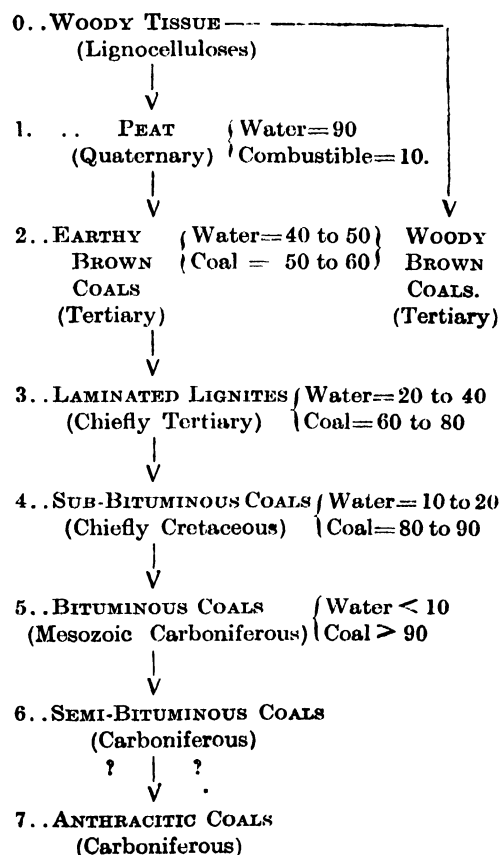 0. . WOODY TISSUE
(Lignocelluloses)
1. . . PEAT { Water=90
(Quaternary) { Combustible=10.
2. . EARTHY { Water=40 to 50 } WOODY
BROWN { Coal = 50 to 60 } BROWN
COALS COALS.
(Tertiary) (Tertiary)
3. . LAMINATED LIGNITES { Water=20 to 40
(Chiefly Tertiary) { Coal=60 to 80
4. . SUB-BITUMINOUS COALS { Water=10 to 20
(Chiefly Cretaceous) { Coal=80 to 90
5. . BITUMINOUS COALS { Water < 10
(Mesozoic Carboniferous) { Coal > 90
6. . SEMI-BITUMINOUS COALS
(Carboniferous)
? ?
7. . ANTHRACITIC COALS
(Carboniferous)